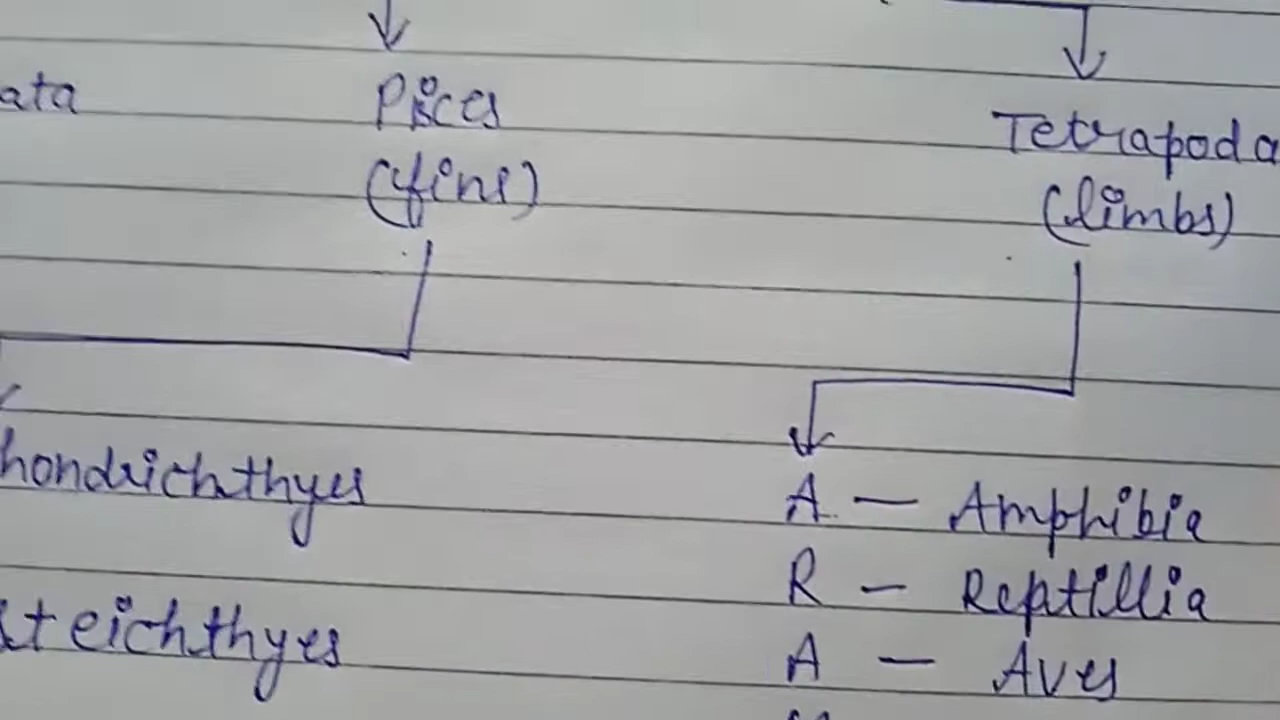 ata Pisces Tetrapoda
(fins) (limbs)
hondrichthyes
A - Amphibia
R - Reptillia
steichthyes
A - Aves